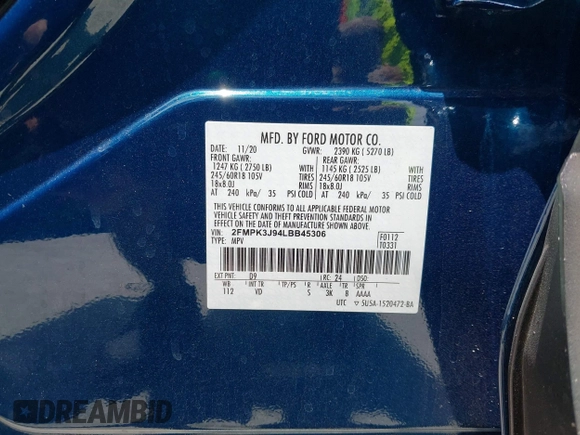 MFD. BY FORD MOTOR CO.
DATE: 11/20 GVWR: 2390 KG ( 5270 LB)
FRONT GAWR: REAR GAWR:
1247 KG ( 2750 LB) WITH 1145 KG ( 2525 LB) WITH
245/60R18 105V TIRES 245/60R18 105V TIRES
18x8.0J RIMS 18x8.0J RIMS
AT 240 kPa/ 35 PSI COLD AT 240 kPa/ 35 PSI COLD
THIS VEHICLE CONFORMS TO ALL APPLICABLE FEDERAL MOTOR
VEHICLE SAFETY AND THEFT PREVENTION STANDARDS IN
EFFECT ON THE DATE OF MANUFACTURE SHOWN ABOVE.
VIN: 2FMPK3J94LBB45306 F0112
TYPE: MPV T0331
EXT PNT: D9 RC: 24 DSO:
WB INT TR TP/PS R AXLE TR SPR
112 VD S 3K B AAAA
UTC ▽ 5U5A-1520472-BA
DREAMBID